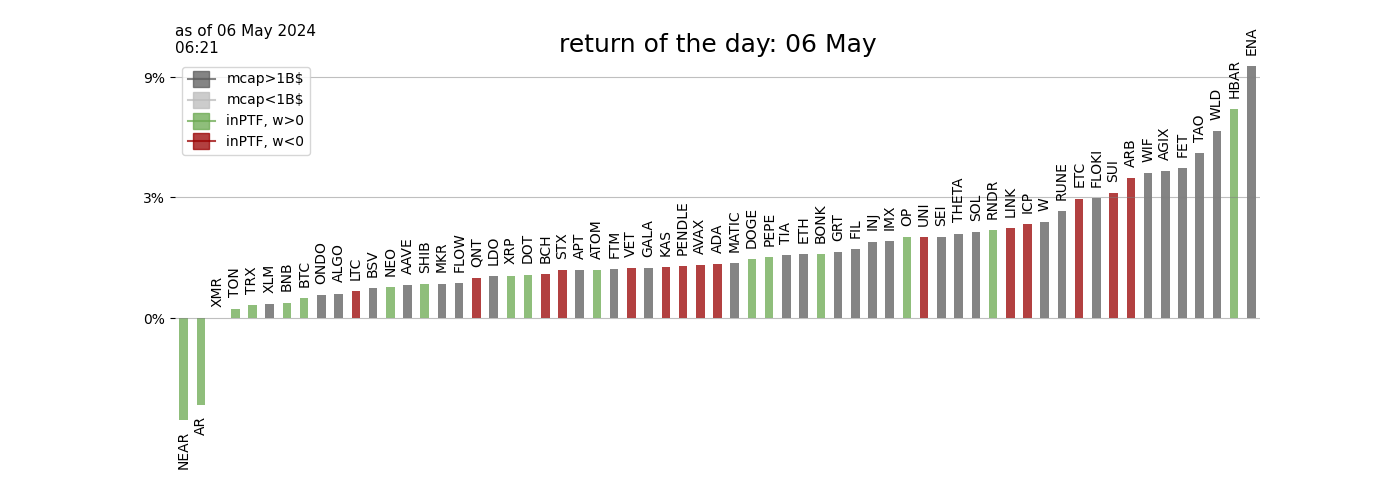 as of 06 May 2024
06:21
return of the day: 06 May
mcap>1B$
mcap<1B$
inPTF, w>0
inPTF, w<0
9%
3%
0%
NEAR
AR
XMR
TON
TRX
XLM
BNB
BTC
ONDO
ALGO
LTC
BSV
NEO
AAVE
SHIB
MKR
FLOW
QNT
LDO
XRP
DOT
BCH
STX
APT
ATOM
FTM
VET
GALA
KAS
PENDLE
AVAX
ADA
MATIC
DOGE
PEPE
TIA
ETH
BONK
GRT
FIL
INJ
IMX
OP
UNI
SEI
THETA
SOL
RNDR
LINK
ICP
W
RUNE
ETC
FLOKI
SUI
ARB
WIF
AGIX
FET
TAO
WLD
HBAR
ENA